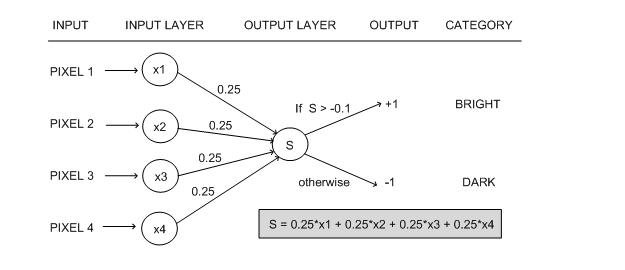 INPUT INPUT LAYER OUTPUT LAYER OUTPUT CATEGORY
PIXEL 1 x1
0.25
If S > -0.1 +1 BRIGHT
PIXEL 2 x2 0.25
S
0.25
PIXEL 3 x3
otherwise -1 DARK
0.25
PIXEL 4 x4
S = 0.25*x1 + 0.25*x2 + 0.25*x3 + 0.25*x4